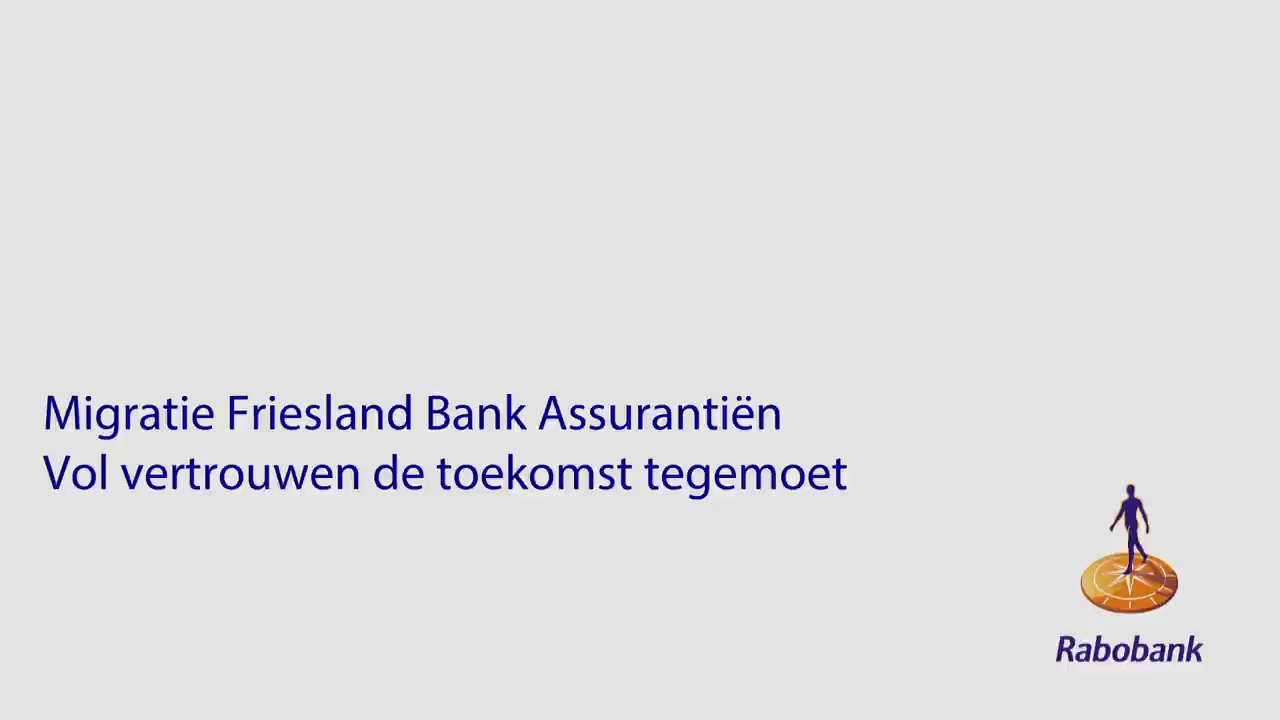 Migratie Friesland Bank Assurantiën
Vol vertrouwen de toekomst tegemoet
Rabobank